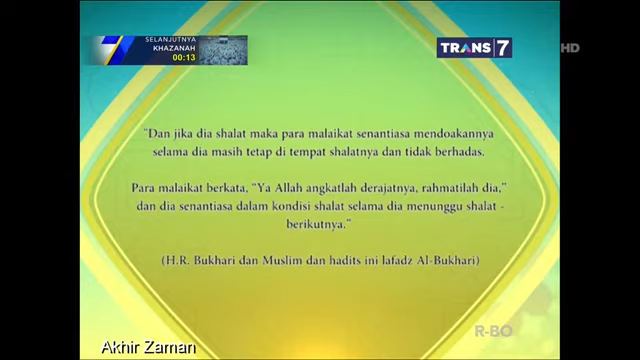 SELANJUTNYA
KHAZANAH
00:13
7
TRANS 7
HD
"Dan jika dia shalat maka para malaikat senantiasa mendoakannya
selama dia masih tetap di tempat shalatnya dan tidak berhadas.
Para malaikat berkata, "Ya Allah angkatlah derajatnya, rahmatilah dia,"
dan dia senantiasa dalam kondisi shalat selama dia menunggu shalat -
berikutnya."
(H.R. Bukhari dan Muslim dan hadits ini lafadz Al-Bukhari)
R-BO
Akhir Zaman